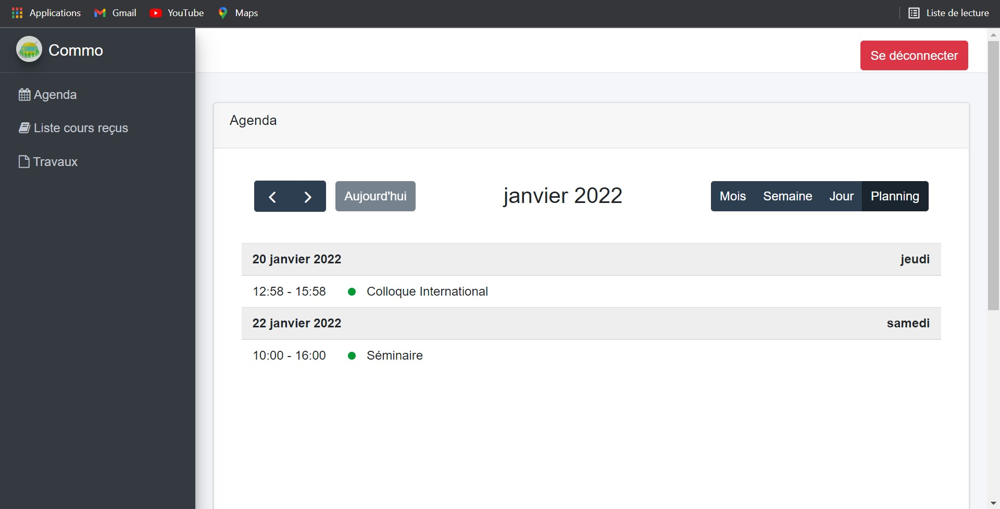 Applications Gmail YouTube Maps Liste de lecture
COMMO Commo
Se déconnecter
Agenda
Liste cours reçus
Travaux
Agenda
Aujourd'hui janvier 2022 Mois Semaine Jour Planning
20 janvier 2022 jeudi
12:58 - 15:58 Colloque International
22 janvier 2022 samedi
10:00 - 16:00 Séminaire